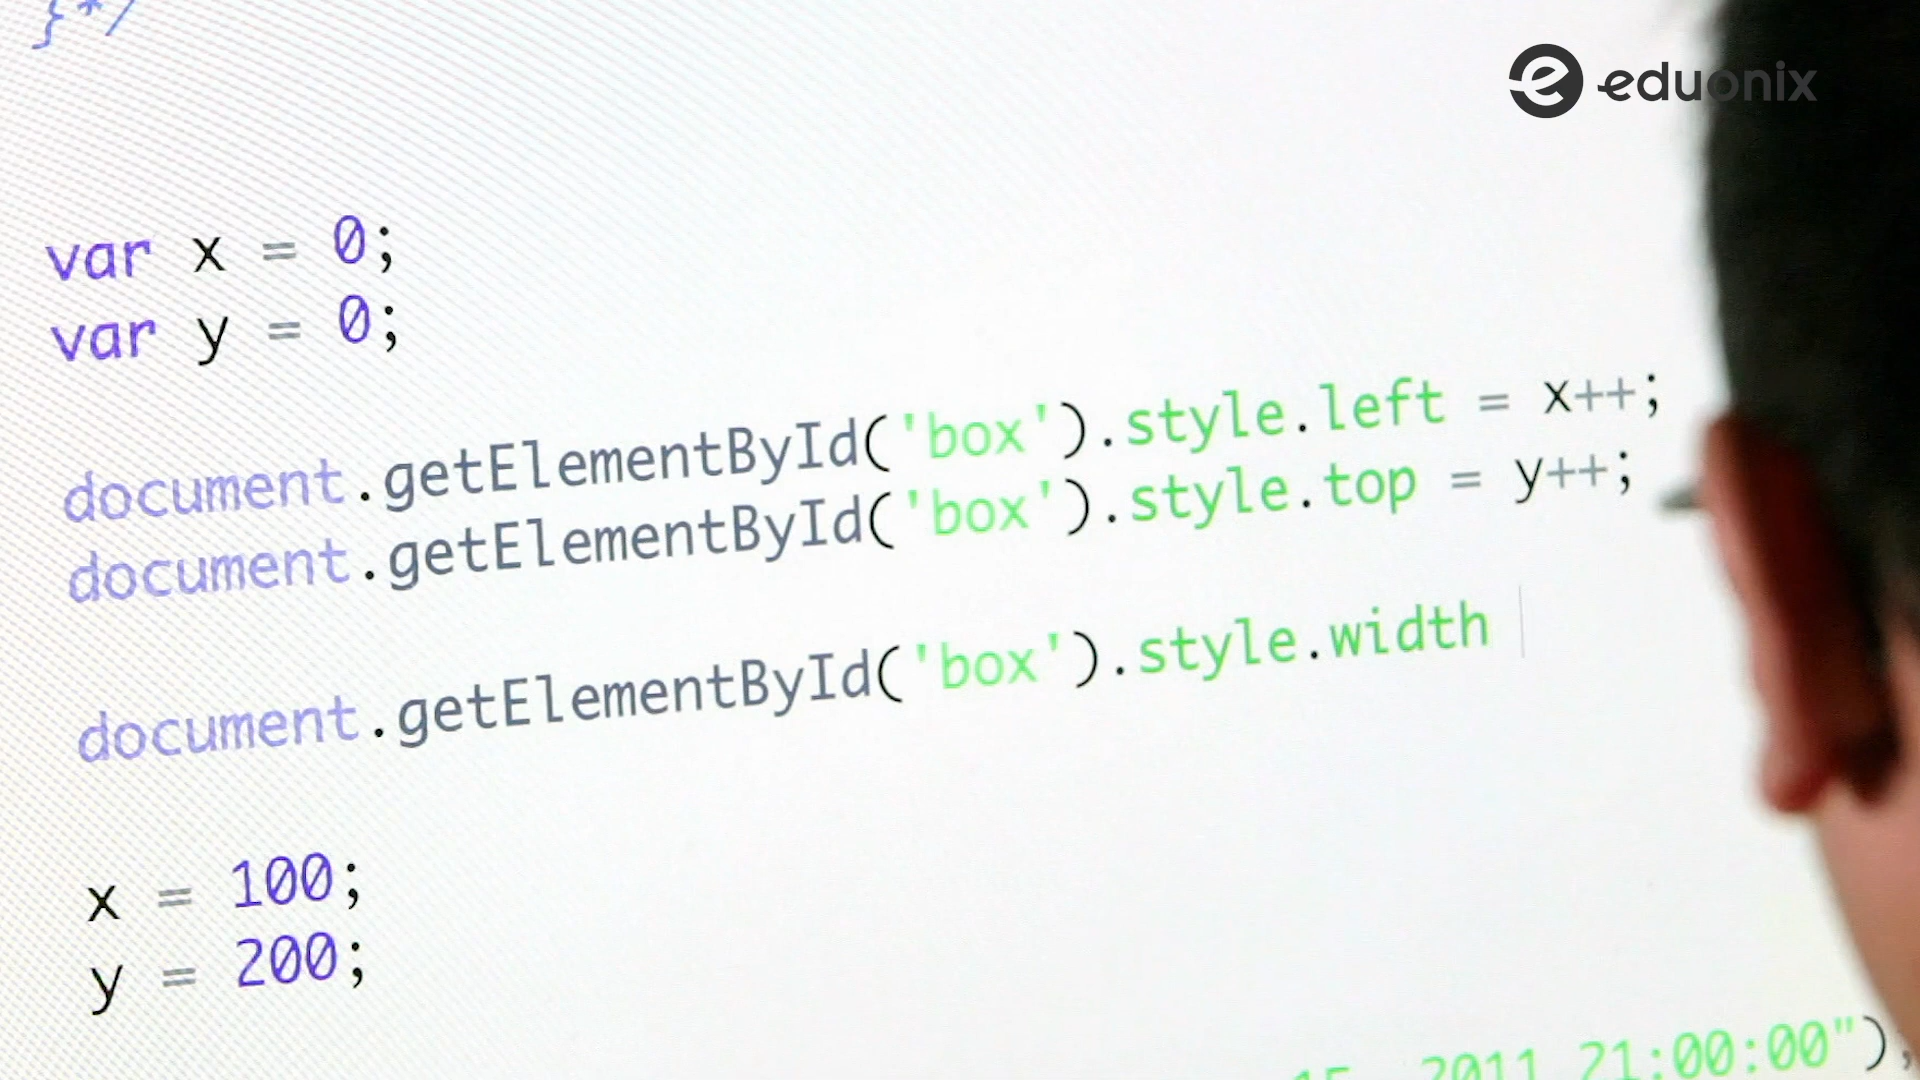 }*/
eduonix
var x = 0;
var y = 0;
document.getElementById('box').style.left = x++;
document.getElementById('box').style.top = y++;
document.getElementById('box').style.width
x = 100;
y = 200;
15, 2011 21:00:00");